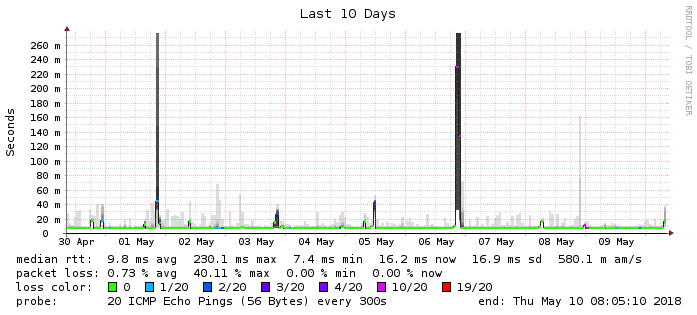 Last 10 Days
RRDTOOL / TOBI OETIKER
Seconds
260 m
240 m
220 m
200 m
180 m
160 m
140 m
120 m
100 m
80 m
60 m
40 m
20 m
0
30 Apr 01 May 02 May 03 May 04 May 05 May 06 May 07 May 08 May 09 May
median rtt: 9.8 ms avg 230.1 ms max 7.4 ms min 16.2 ms now 16.9 ms sd 580.1 m am/s
packet loss: 0.73 % avg 40.11 % max 0.00 % min 0.00 % now
loss color: 0 1/20 2/20 3/20 4/20 10/20 19/20
probe: 20 ICMP Echo Pings (56 Bytes) every 300s end: Thu May 10 08:05:10 2018